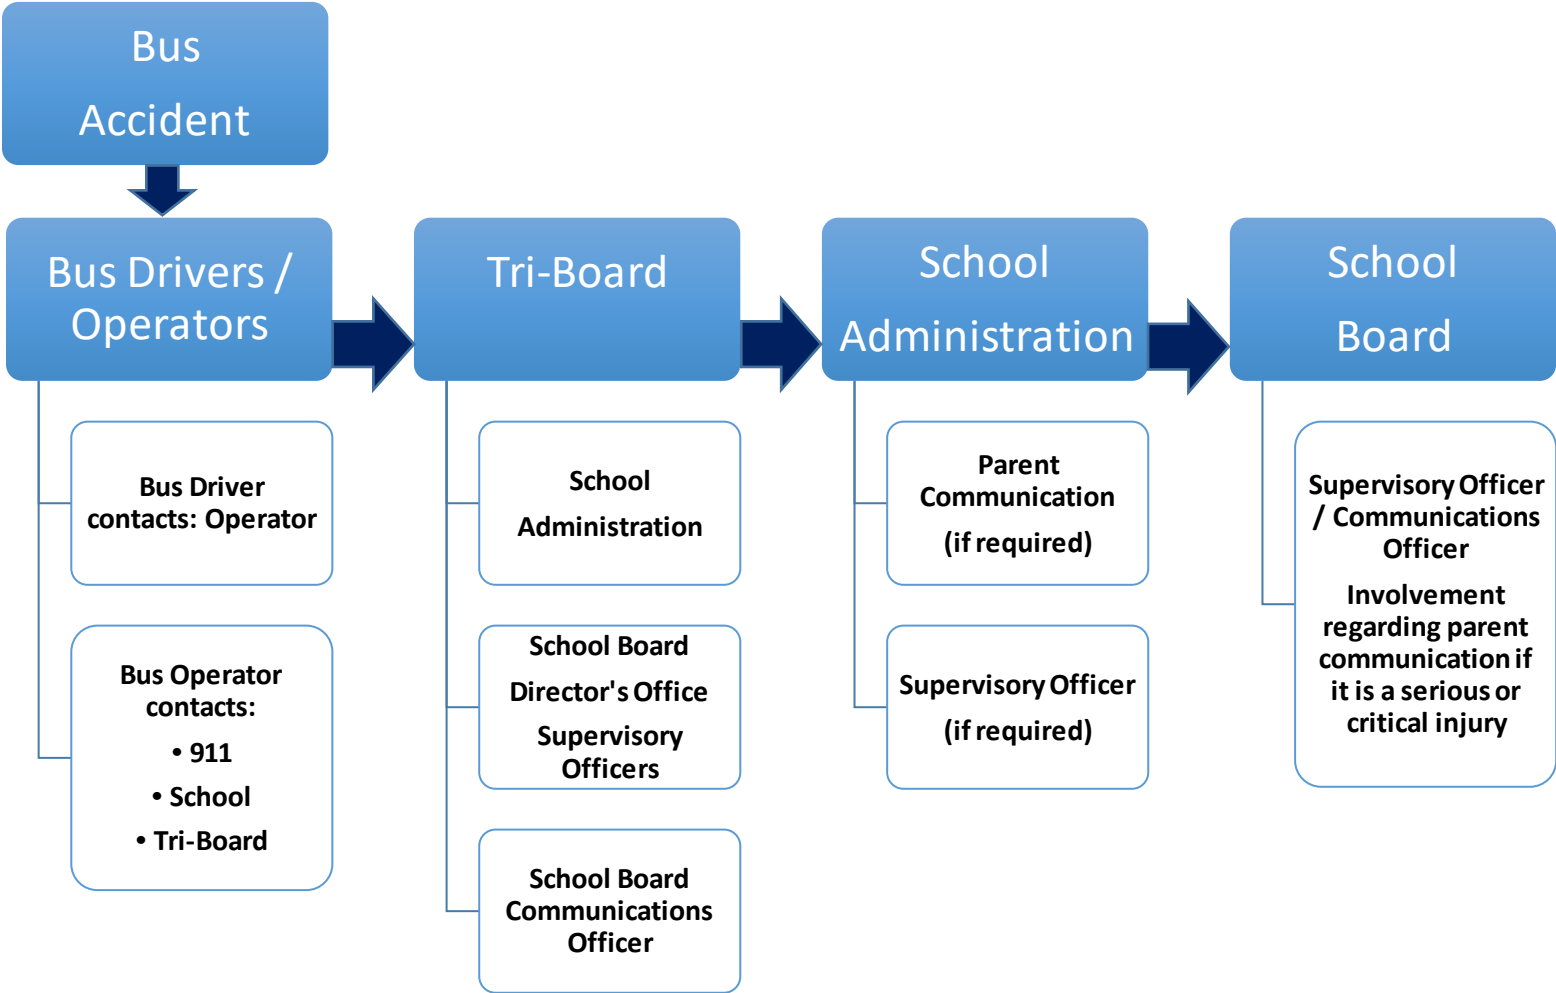 Bus
Accident
Bus Drivers /
Operators
Bus Driver
contacts: Operator
Bus Operator
contacts:
• 911
• School
• Tri-Board
Tri-Board
School
Administration
School Board
Director's Office
Supervisory
Officers
School Board
Communications
Officer
School
Administration
Parent
Communication
(if required)
Supervisory Officer
(if required)
School
Board
Supervisory Officer
/ Communications
Officer
Involvement
regarding parent
communication if
it is a serious or
critical injury